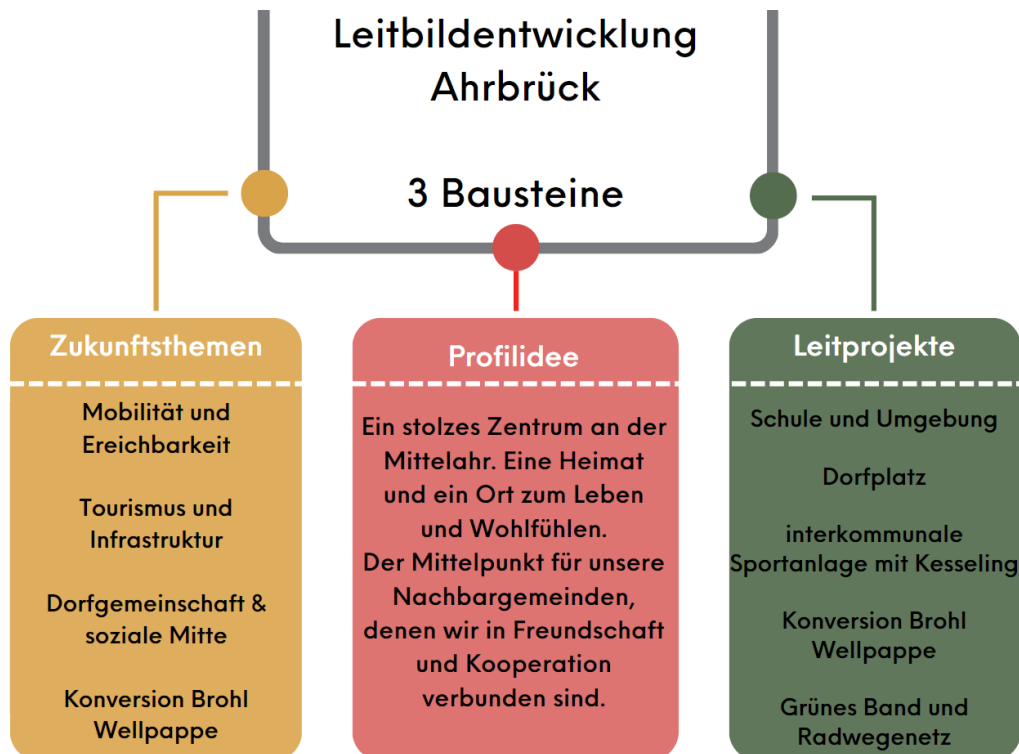 Leitbildentwicklung
Ahrbrück
3 Bausteine
Zukunftsthemen
Mobilität und
Ereichbarkeit
Tourismus und
Infrastruktur
Dorfgemeinschaft &
soziale Mitte
Konversion Brohl
Wellpappe
Profilidee
Ein stolzes Zentrum an der
Mittelahr. Eine Heimat
und ein Ort zum Leben
und Wohlfühlen.
Der Mittelpunkt für unsere
Nachbargemeinden,
denen wir in Freundschaft
und Kooperation
verbunden sind.
Leitprojekte
Schule und Umgebung
Dorfplatz
interkommunale
Sportanlage mit Kesseling
Konversion Brohl
Wellpappe
Grünes Band und
Radwegenetz